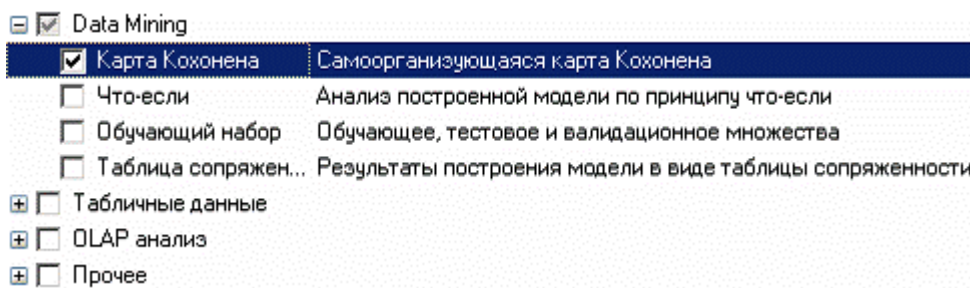 Data Mining
Карта Кохонена Самоорганизующаяся карта Кохонена
Что-если Анализ построенной модели по принципу что-если
Обучающий набор Обучающее, тестовое и валидационное множества
Таблица сопряжен... Результаты построения модели в виде таблицы сопряженности
Табличные данные
OLAP анализ
Прочее